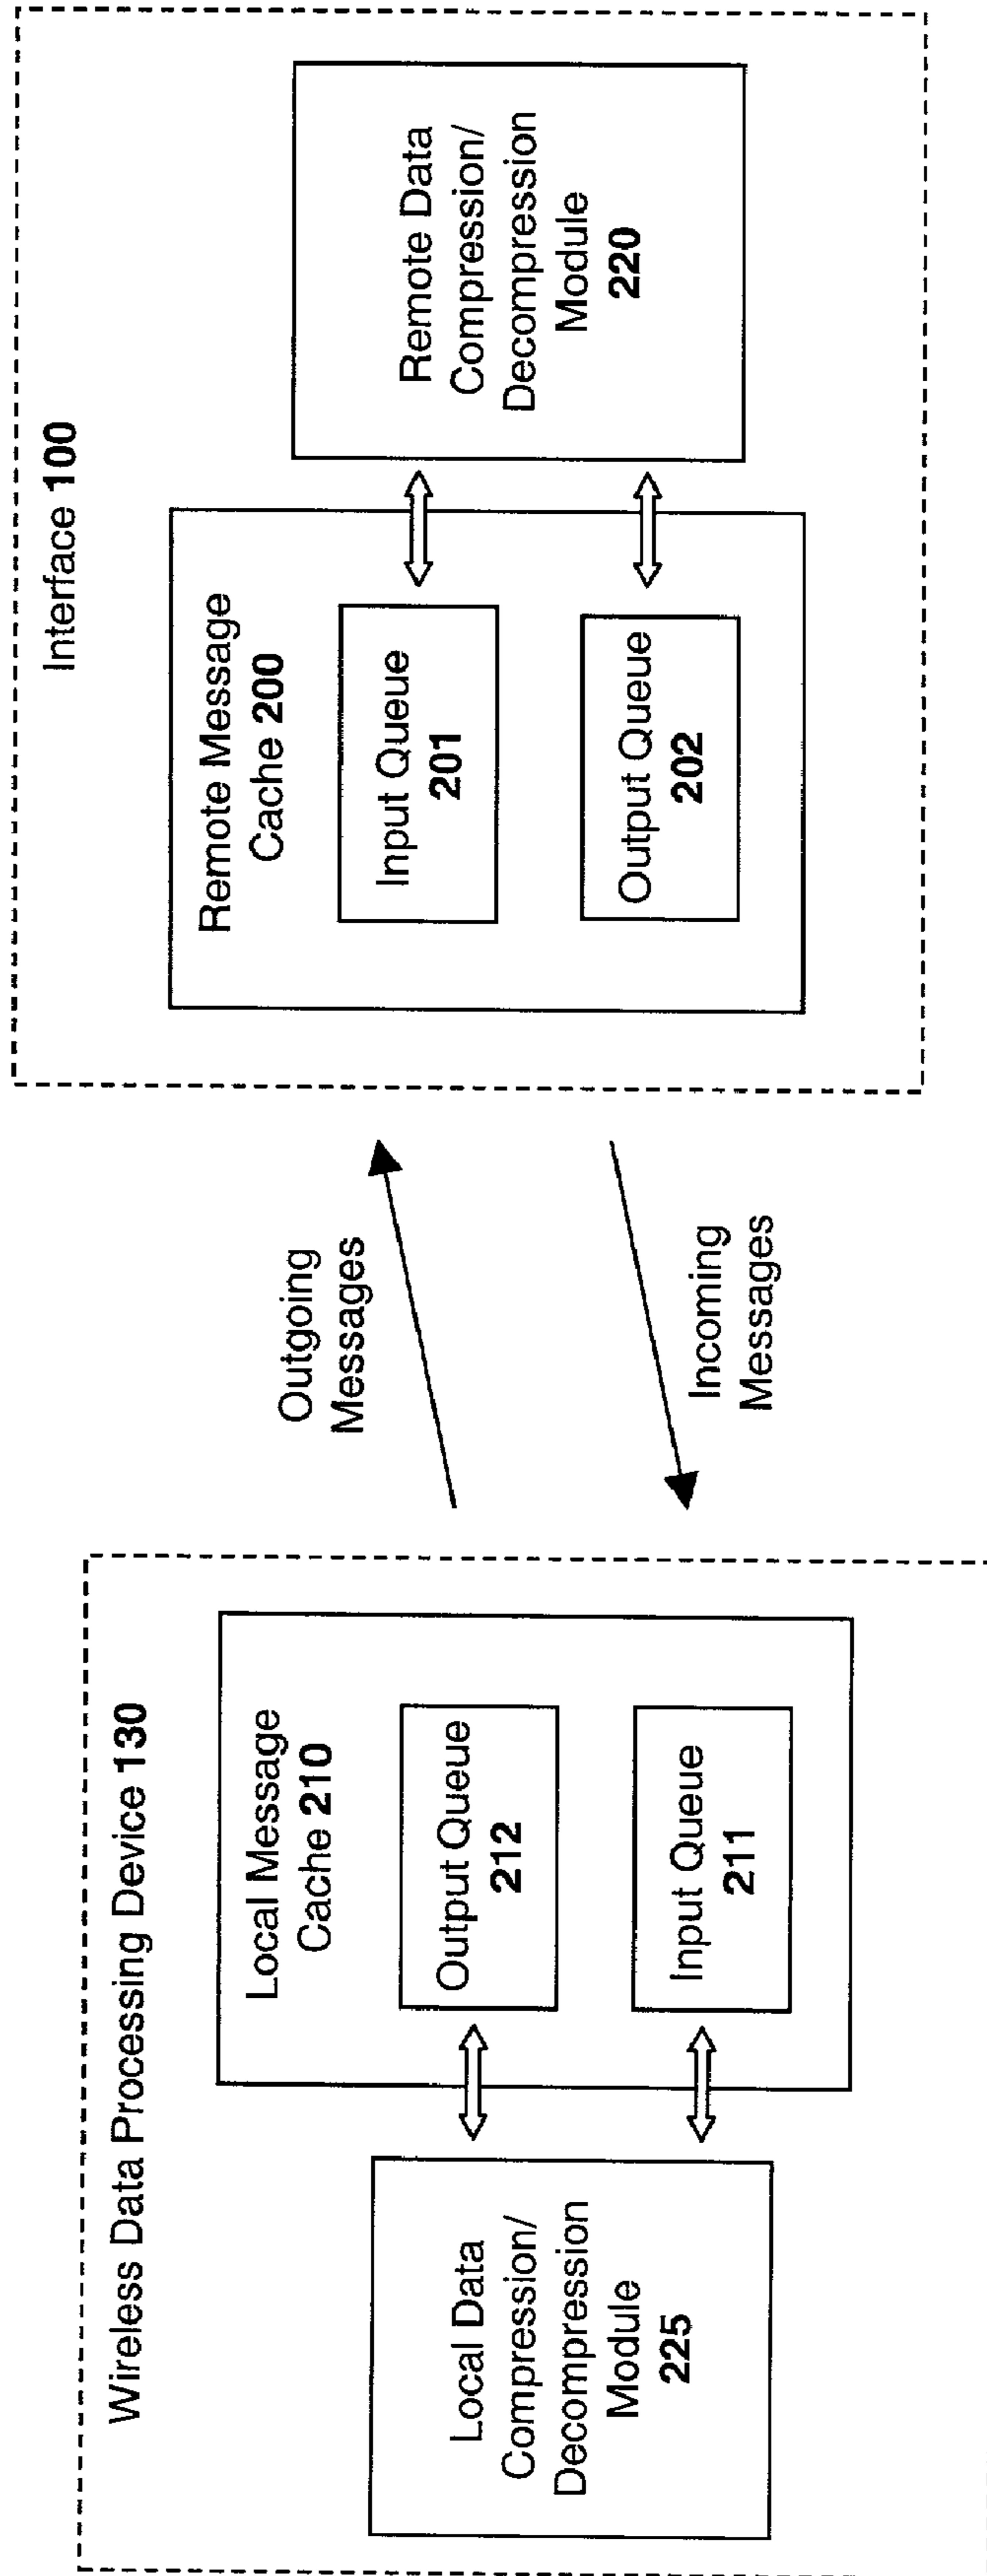 Wireless Data Processing Device 130
Local Data
Compression/
Decompression
Module
225
Local Message
Cache 210
Output Queue
212
Input Queue
211
Outgoing
Messages
Incoming
Messages
Interface 100
Remote Message
Cache 200
Input Queue
201
Output Queue
202
Remote Data
Compression/
Decompression
Module
220